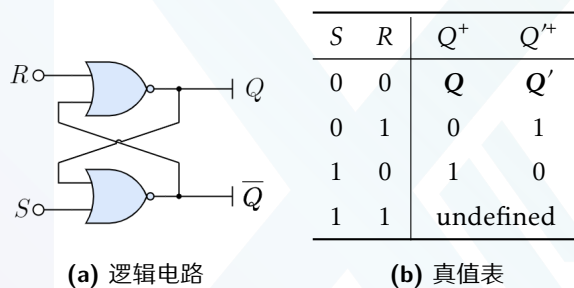 R
Q
Q̅
S
(a) 逻辑电路
S R Q⁺ Q′⁺
0 0 Q Q′
0 1 0 1
1 0 1 0
1 1 undefined
(b) 真值表